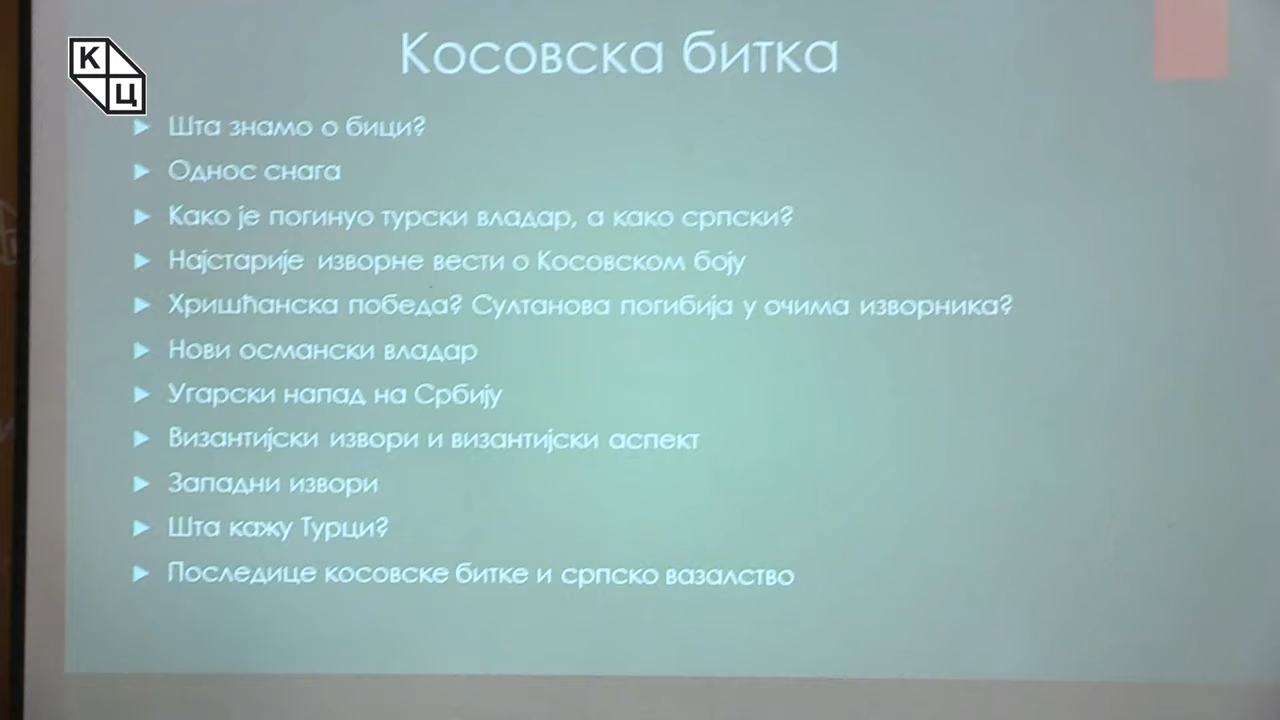 Косовска битка
К
Ц
Шта знамо о бици?
Однос снага
Како је погинуо турски владар, а како српски?
Најстарије изворне вести о Косовском боју
Хришћанска победа? Султанова погибија у очима изворника?
Нови османски владар
Угарски напад на Србију
Византијски извори и византијски аспект
Западни извори
Шта кажу Турци?
Последице косовске битке и српско вазалство